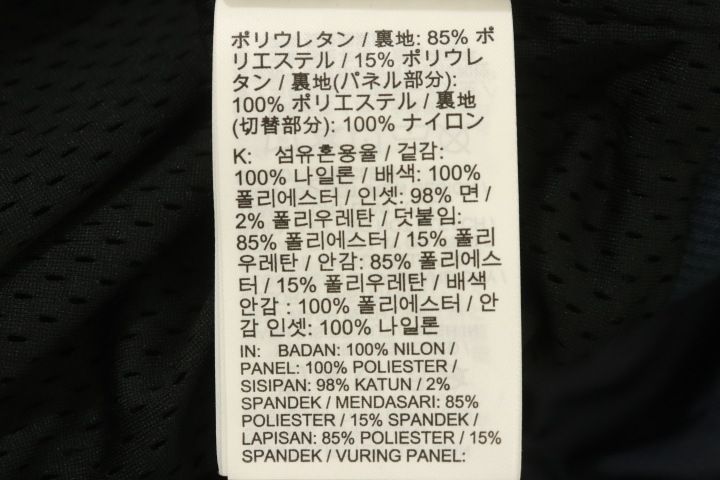 ポリウレタン / 裏地: 85% ポ
リエステル / 15% ポリウレ
タン / 裏地(パネル部分):
100% ポリエステル / 裏地
(切替部分): 100% ナイロン
K: 섬유혼용율 / 겉감:
100% 나일론 / 배색: 100%
폴리에스터 / 인셋: 98% 면 /
2% 폴리우레탄 / 덧붙임:
85% 폴리에스터 / 15% 폴리
우레탄 / 안감: 85% 폴리에스
터 / 15% 폴리우레탄 / 배색
안감 : 100% 폴리에스터 / 안
감 인셋: 100% 나일론
IN: BADAN: 100% NILON /
PANEL: 100% POLIESTER /
SISIPAN: 98% KATUN / 2%
SPANDEK / MENDASARI: 85%
POLIESTER / 15% SPANDEK /
LAPISAN: 85% POLIESTER / 15%
SPANDEK / VURING PANEL: